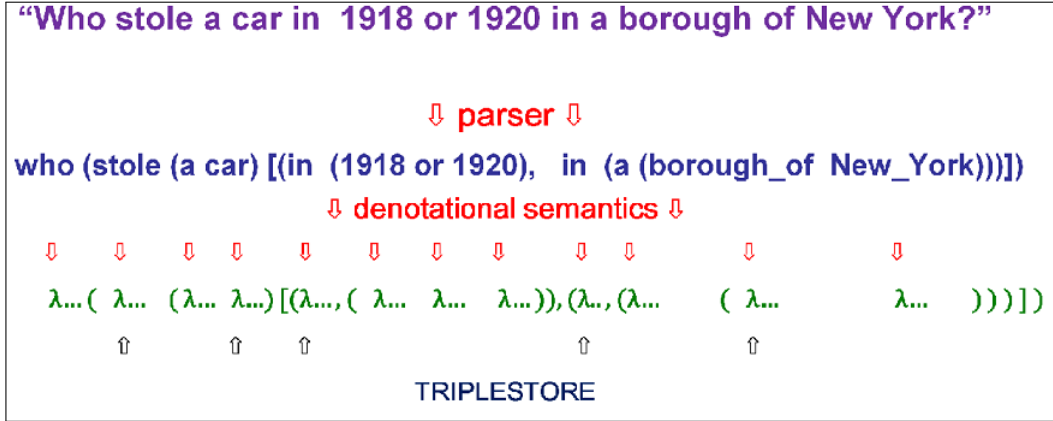 “Who stole a car in 1918 or 1920 in a borough of New York?”
⇩ parser ⇩
who (stole (a car) [(in (1918 or 1920), in (a (borough_of New_York)))])
⇩ denotational semantics ⇩
⇩ ⇩ ⇩ ⇩ ⇩ ⇩ ⇩ ⇩ ⇩ ⇩ ⇩ ⇩
λ... ( λ... (λ... λ...) [(λ...,( λ... λ... λ...)), (λ.., (λ... ( λ... λ... )))])
⇧ ⇧ ⇧ ⇧ ⇧
TRIPLESTORE